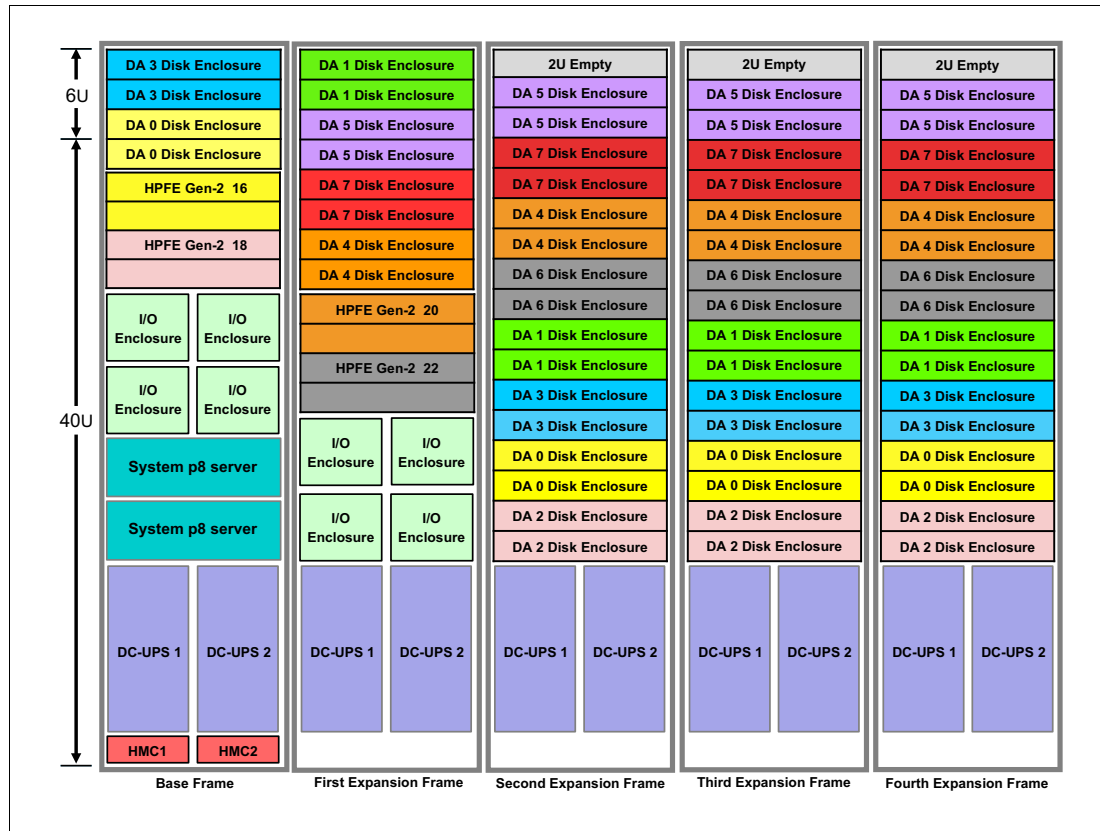 6U
40U
DA 3 Disk Enclosure
DA 3 Disk Enclosure
DA 0 Disk Enclosure
DA 0 Disk Enclosure
HPFE Gen-2 16
HPFE Gen-2 18
I/O
Enclosure
I/O
Enclosure
I/O
Enclosure
I/O
Enclosure
System p8 server
System p8 server
DC-UPS 1
DC-UPS 2
HMC1
HMC2
Base Frame
DA 1 Disk Enclosure
DA 1 Disk Enclosure
DA 5 Disk Enclosure
DA 5 Disk Enclosure
DA 7 Disk Enclosure
DA 7 Disk Enclosure
DA 4 Disk Enclosure
DA 4 Disk Enclosure
HPFE Gen-2 20
HPFE Gen-2 22
I/O
Enclosure
I/O
Enclosure
I/O
Enclosure
I/O
Enclosure
DC-UPS 1
DC-UPS 2
First Expansion Frame
2U Empty
DA 5 Disk Enclosure
DA 5 Disk Enclosure
DA 7 Disk Enclosure
DA 7 Disk Enclosure
DA 4 Disk Enclosure
DA 4 Disk Enclosure
DA 6 Disk Enclosure
DA 6 Disk Enclosure
DA 1 Disk Enclosure
DA 1 Disk Enclosure
DA 3 Disk Enclosure
DA 3 Disk Enclosure
DA 0 Disk Enclosure
DA 0 Disk Enclosure
DA 2 Disk Enclosure
DA 2 Disk Enclosure
DC-UPS 1
DC-UPS 2
Second Expansion Frame
2U Empty
DA 5 Disk Enclosure
DA 5 Disk Enclosure
DA 7 Disk Enclosure
DA 7 Disk Enclosure
DA 4 Disk Enclosure
DA 4 Disk Enclosure
DA 6 Disk Enclosure
DA 6 Disk Enclosure
DA 1 Disk Enclosure
DA 1 Disk Enclosure
DA 3 Disk Enclosure
DA 3 Disk Enclosure
DA 0 Disk Enclosure
DA 0 Disk Enclosure
DA 2 Disk Enclosure
DA 2 Disk Enclosure
DC-UPS 1
DC-UPS 2
Third Expansion Frame
2U Empty
DA 5 Disk Enclosure
DA 5 Disk Enclosure
DA 7 Disk Enclosure
DA 7 Disk Enclosure
DA 4 Disk Enclosure
DA 4 Disk Enclosure
DA 6 Disk Enclosure
DA 6 Disk Enclosure
DA 1 Disk Enclosure
DA 1 Disk Enclosure
DA 3 Disk Enclosure
DA 3 Disk Enclosure
DA 0 Disk Enclosure
DA 0 Disk Enclosure
DA 2 Disk Enclosure
DA 2 Disk Enclosure
DC-UPS 1
DC-UPS 2
Fourth Expansion Frame